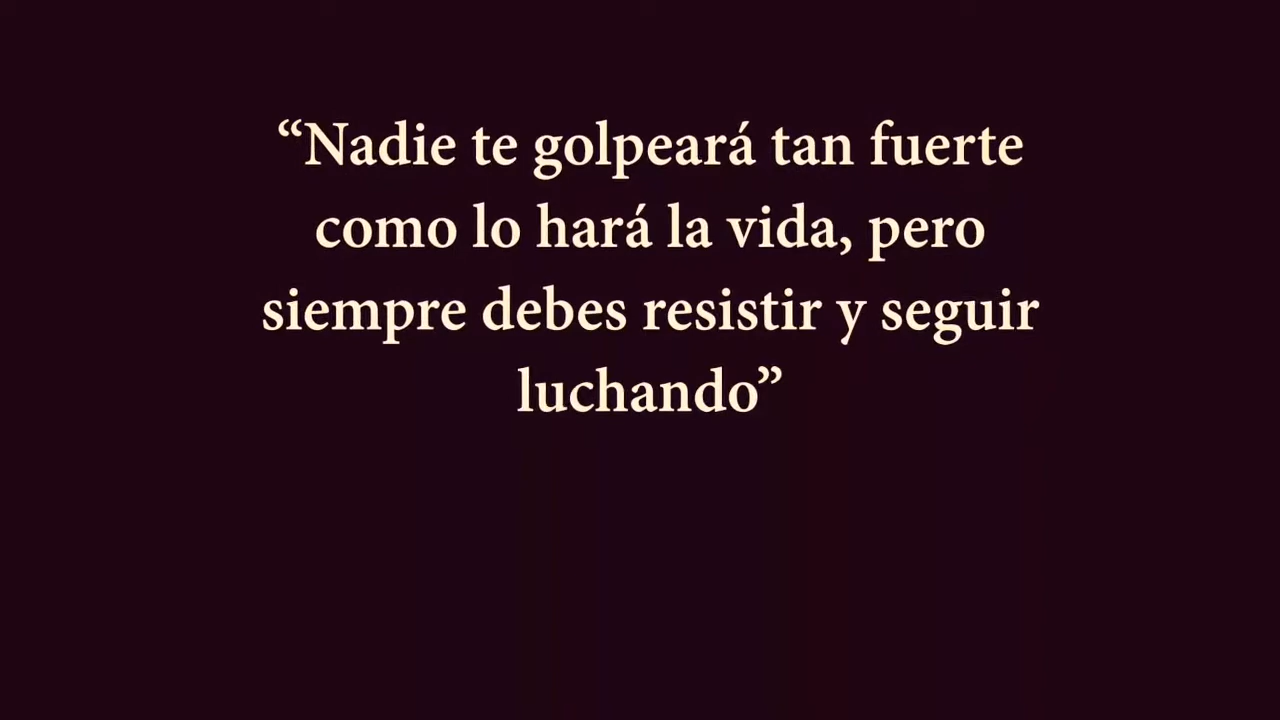 “Nadie te golpeará tan fuerte
como lo hará la vida, pero
siempre debes resistir y seguir
luchando”